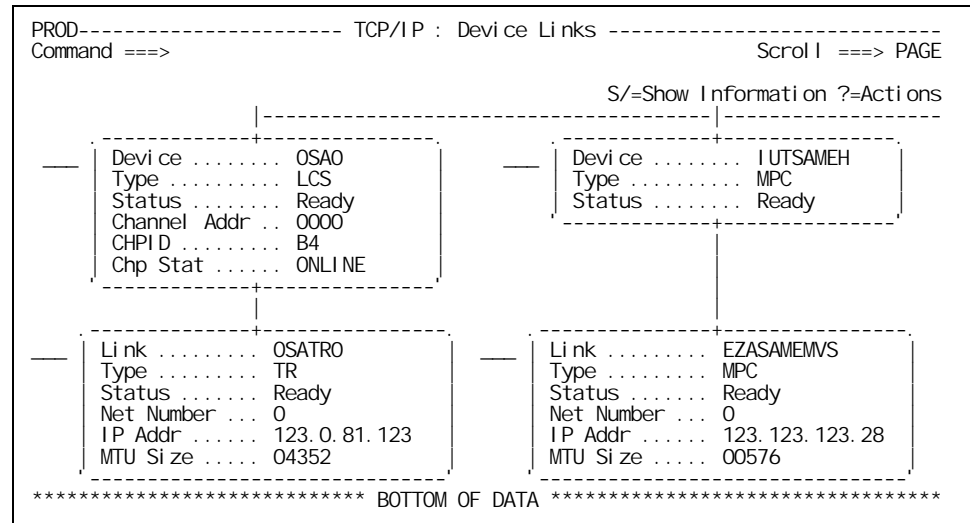 PROD----------------------- TCP/IP : Device Links -----------------------------
Command ===> Scroll ===> PAGE
S/=Show Information ?=Actions
___ Device ........ OSA0 ___ Device ........ IUTSAMEH
Type .......... LCS Type .......... MPC
Status ........ Ready Status ........ Ready
Channel Addr .. 0000
CHPID ......... B4
Chp Stat ...... ONLINE
___ Link ......... OSATR0 ___ Link ......... EZASAMEMVS
Type ......... TR Type ......... MPC
Status ....... Ready Status ....... Ready
Net Number ... 0 Net Number ... 0
IP Addr ...... 123.0.81.123 IP Addr ...... 123.123.123.28
MTU Size ..... 04352 MTU Size ..... 00576
***************************** BOTTOM OF DATA **********************************